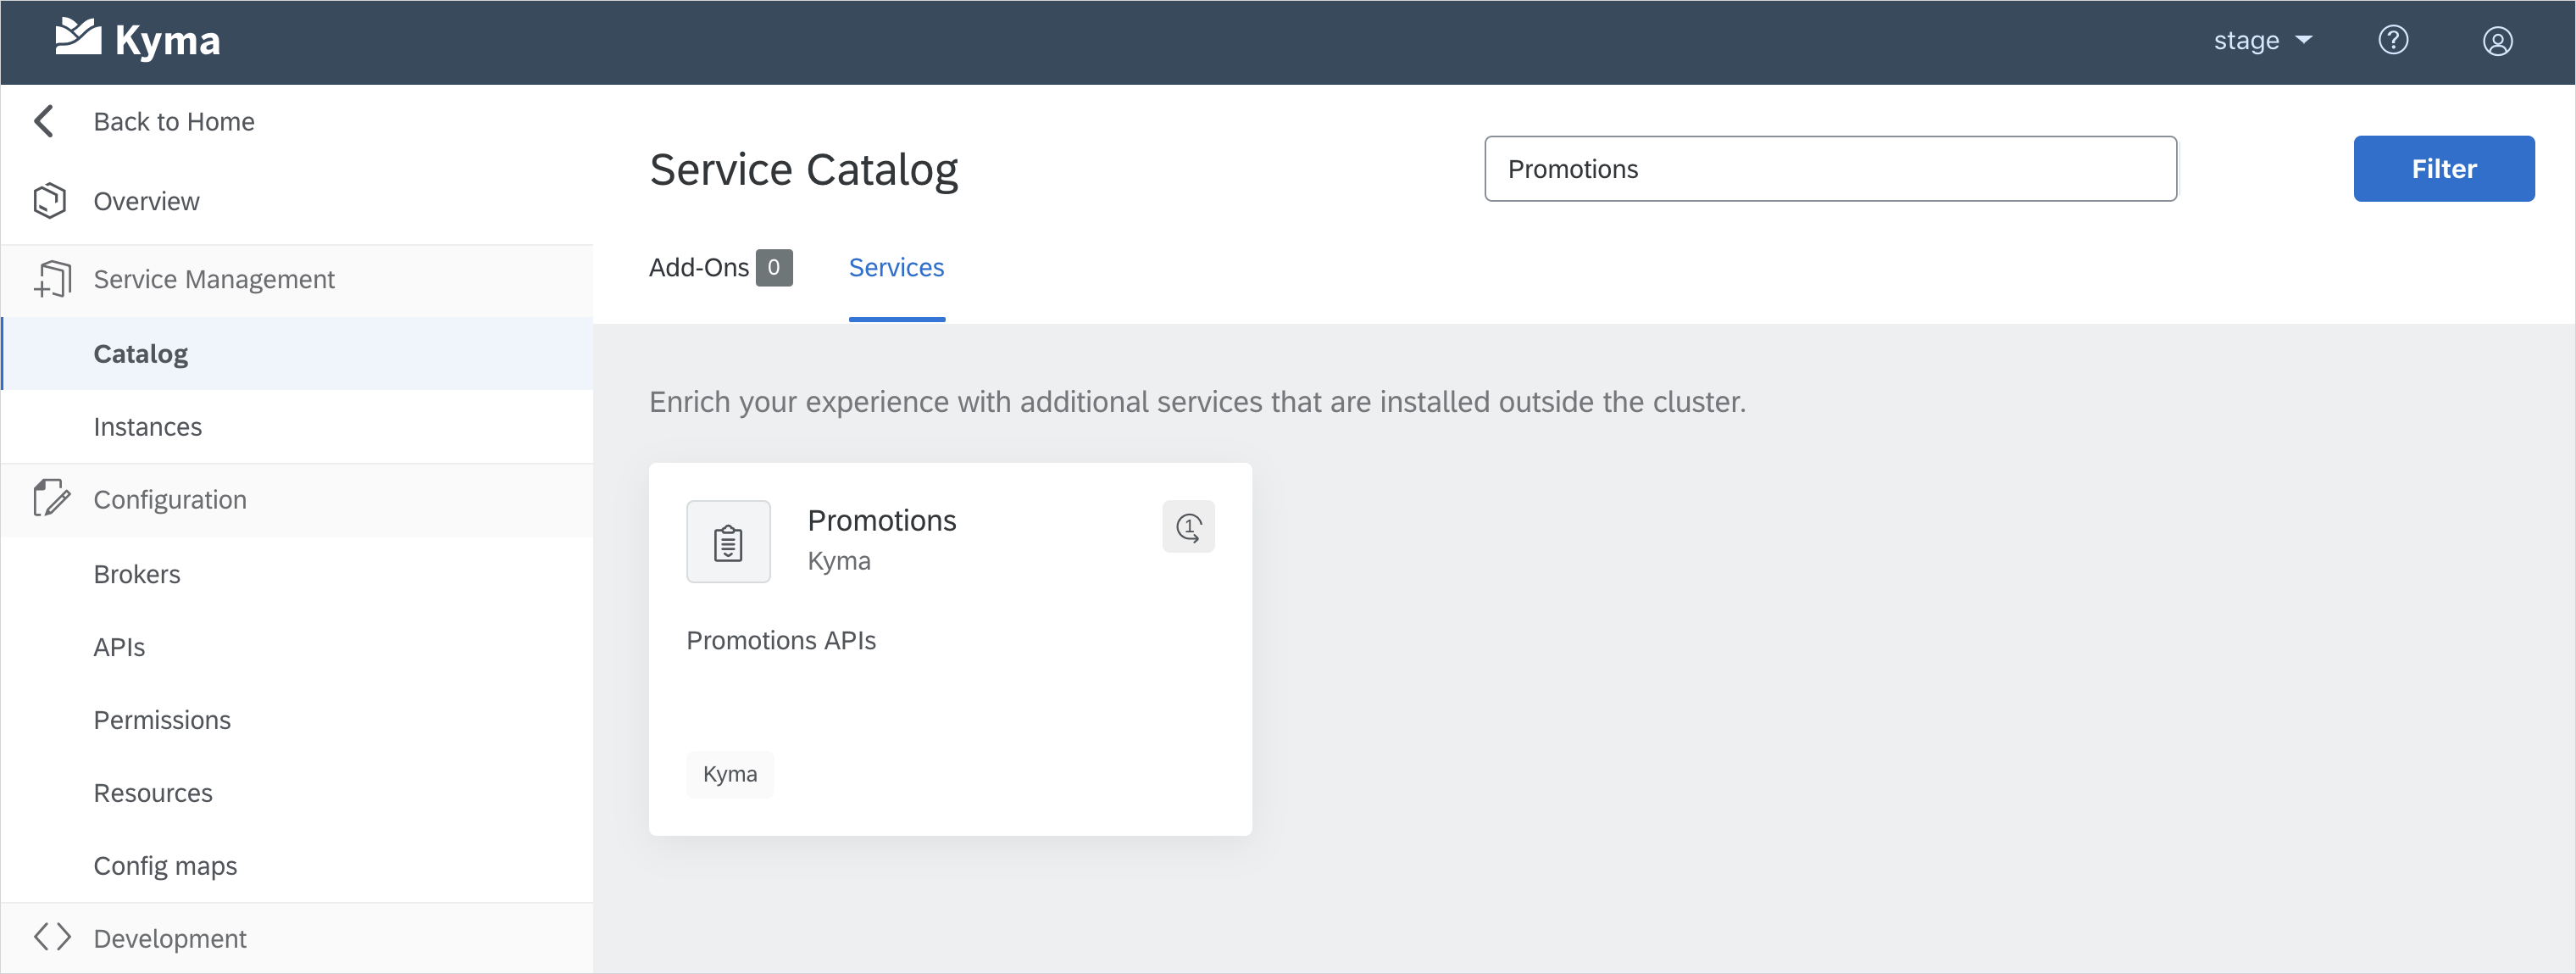 Kyma
stage
?
Back to Home
Overview
Service Management
Catalog
Instances
Configuration
Brokers
APIs
Permissions
Resources
Config maps
Development
Service Catalog
Promotions
Filter
Add-Ons 0
Services
Enrich your experience with additional services that are installed outside the cluster.
Promotions
1
Kyma
Promotions APIs
Kyma